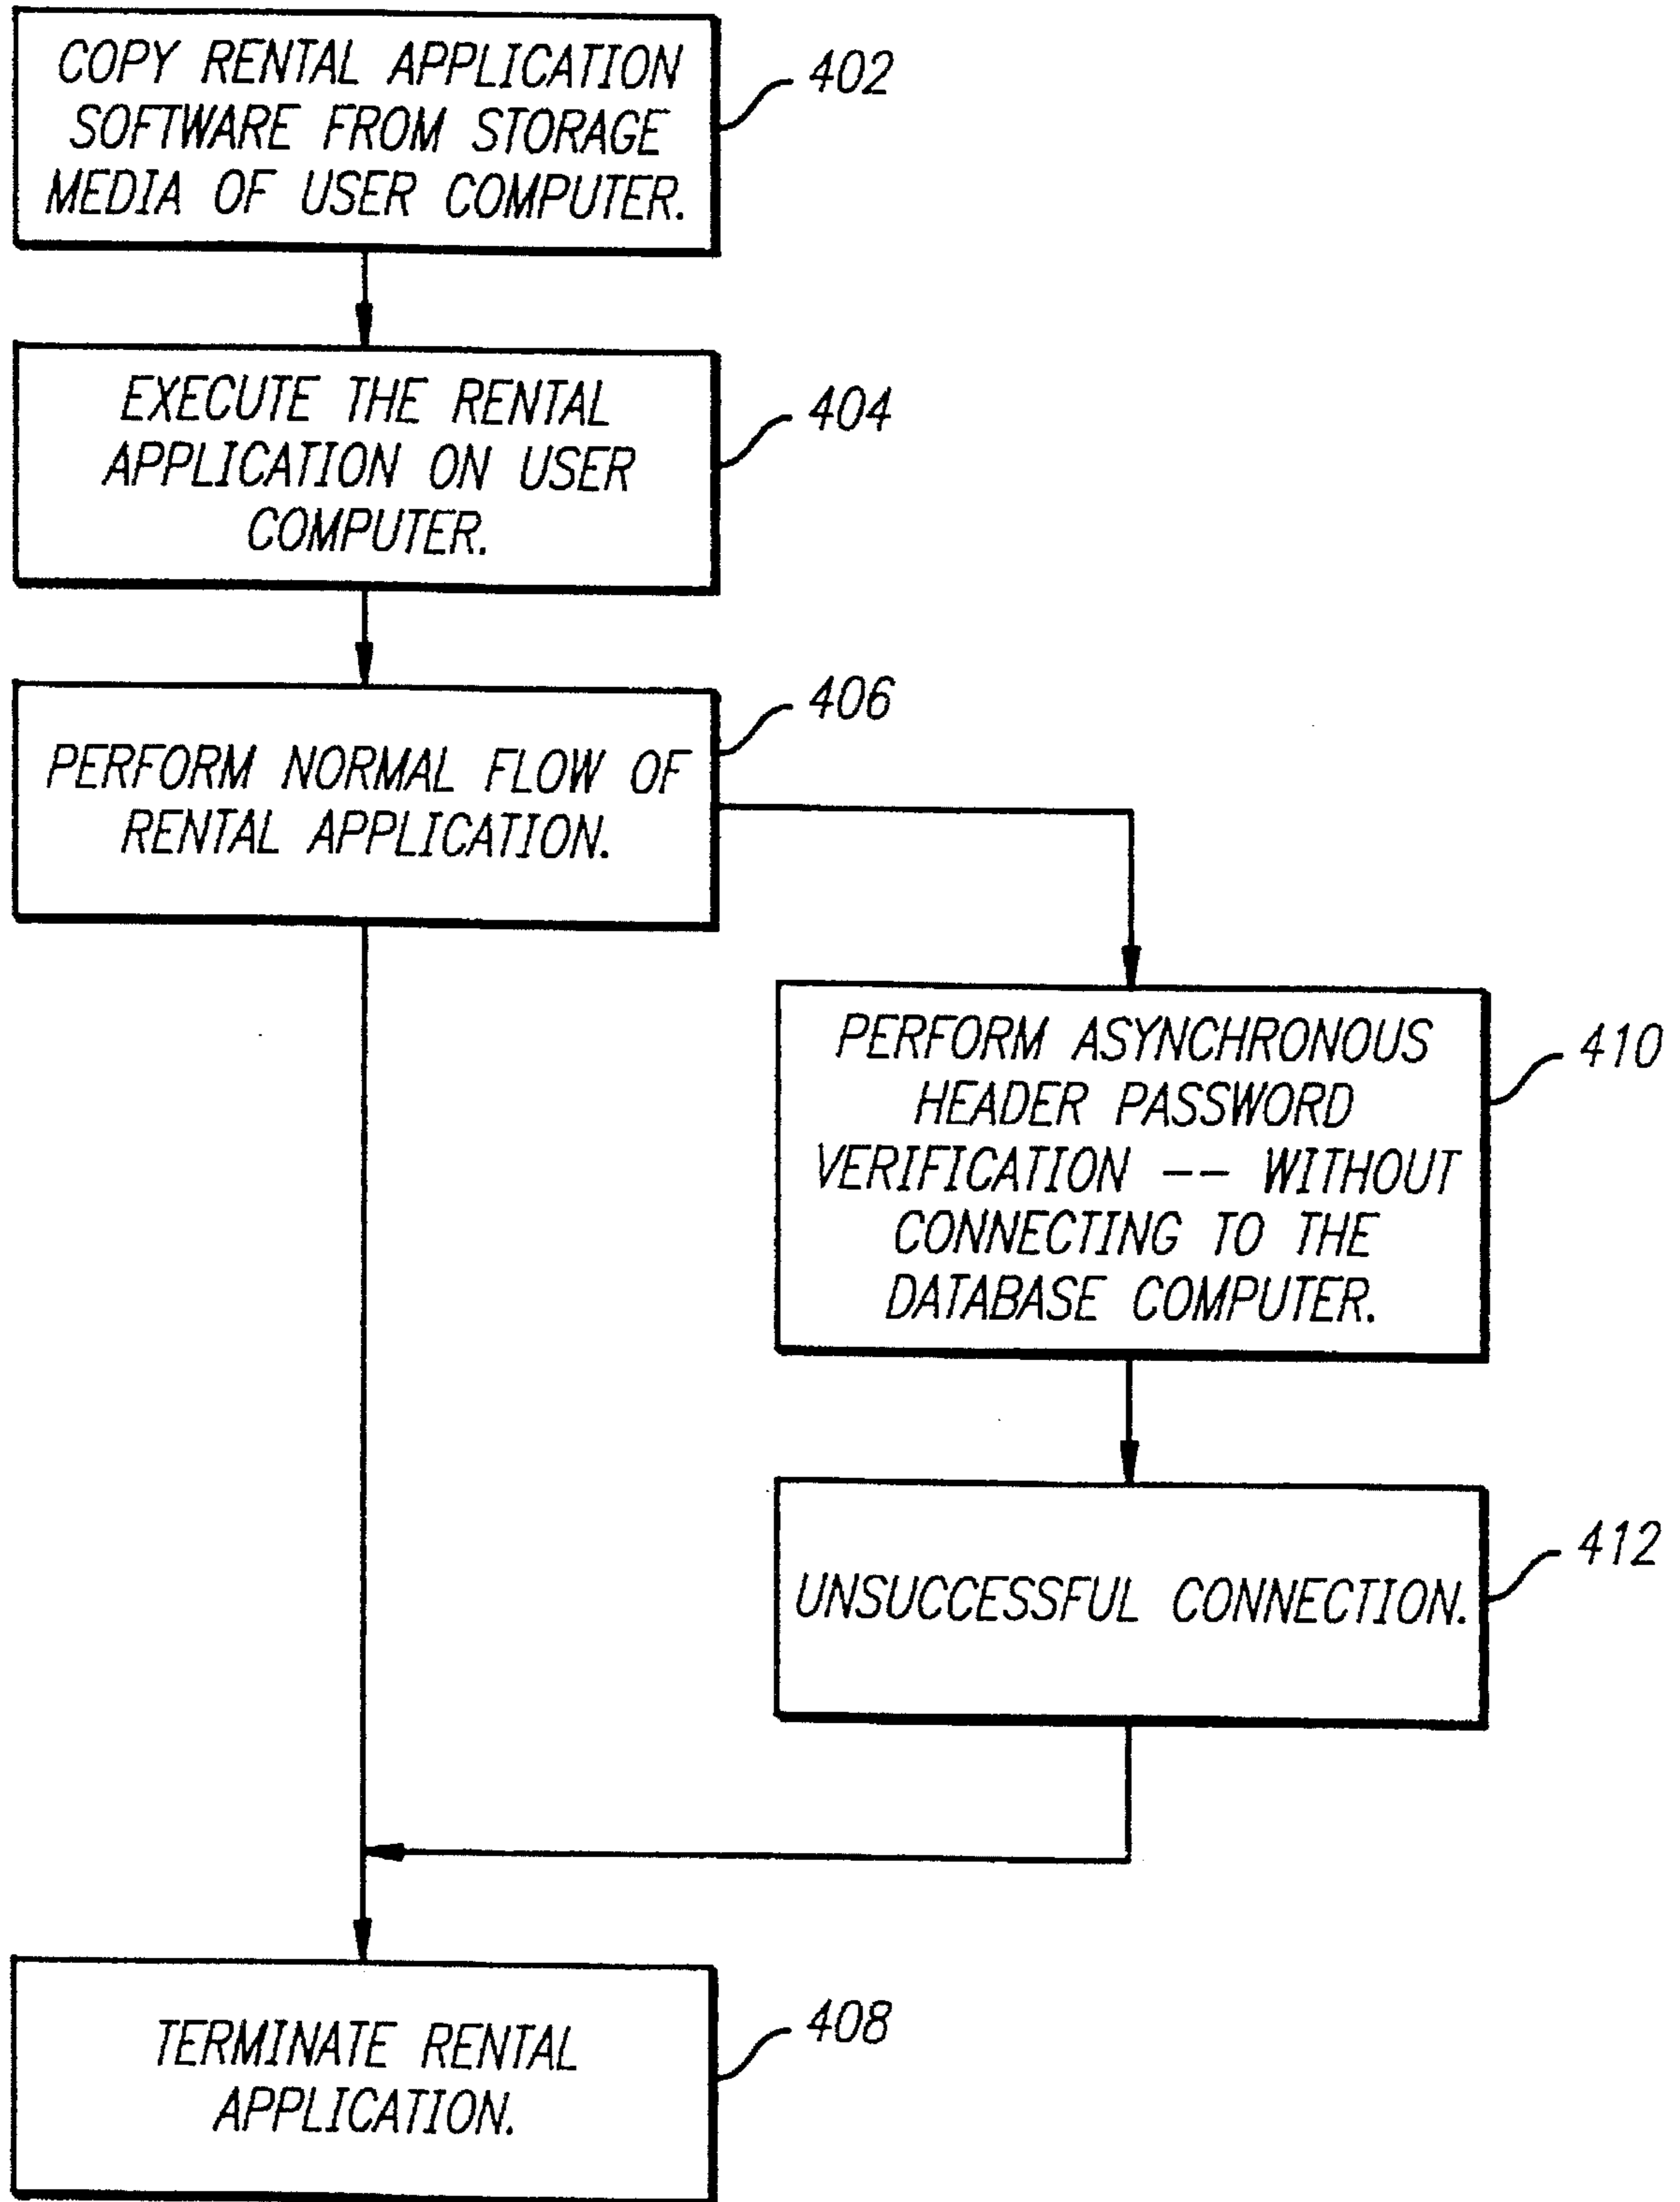 COPY RENTAL APPLICATION
SOFTWARE FROM STORAGE
MEDIA OF USER COMPUTER.
402
EXECUTE THE RENTAL
APPLICATION ON USER
COMPUTER.
404
PERFORM NORMAL FLOW OF
RENTAL APPLICATION.
406
PERFORM ASYNCHRONOUS
HEADER PASSWORD
VERIFICATION -- WITHOUT
CONNECTING TO THE
DATABASE COMPUTER.
410
UNSUCCESSFUL CONNECTION.
412
TERMINATE RENTAL
APPLICATION.
408